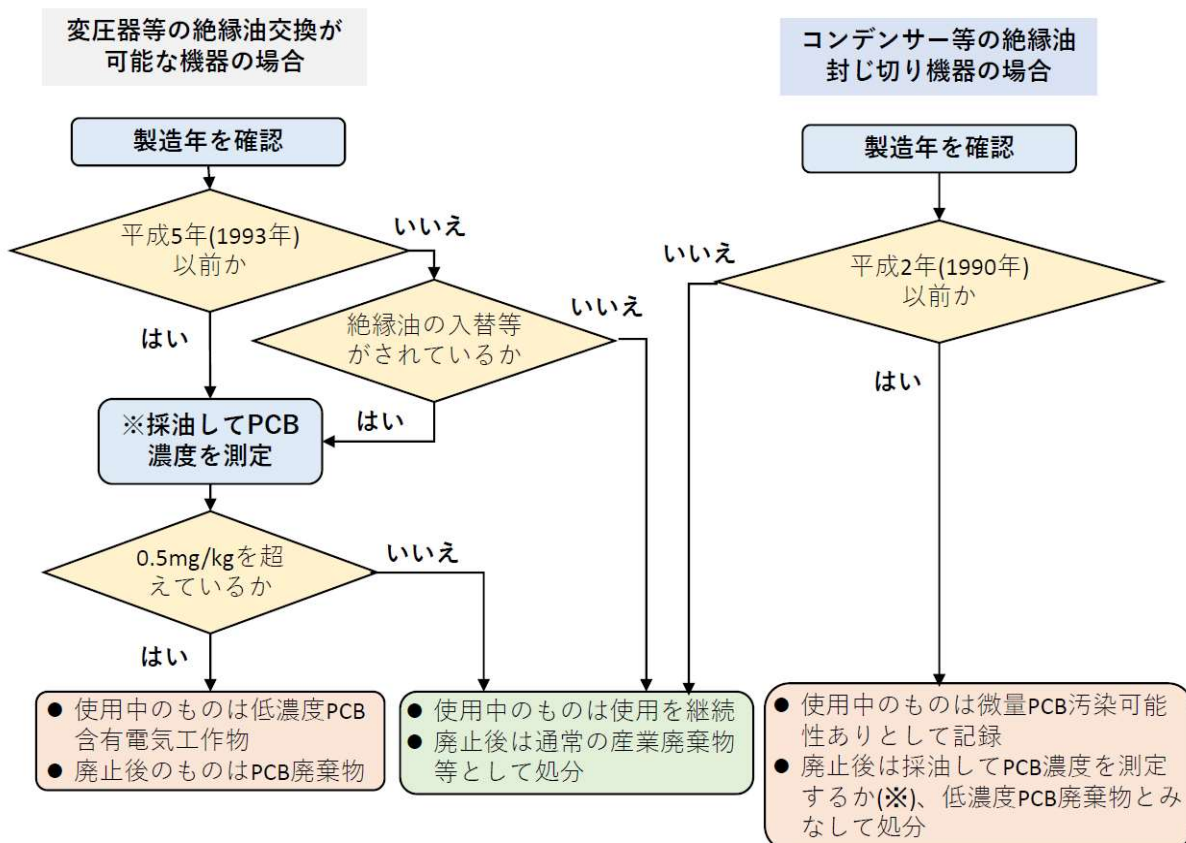 変圧器等の絶縁油交換が
可能な機器の場合
製造年を確認
平成5年(1993年)
以前か
いいえ
はい
絶縁油の入替等
がされているか
いいえ
はい
※採油してPCB
濃度を測定
0.5mg/kgを超
えているか
いいえ
はい
● 使用中のものは低濃度PCB
含有電気工作物
● 廃止後のものはPCB廃棄物
● 使用中のものは使用を継続
● 廃止後は通常の産業廃棄物
等として処分
コンデンサー等の絶縁油
封じ切り機器の場合
製造年を確認
平成2年(1990年)
以前か
いいえ
はい
● 使用中のものは微量PCB汚染可能
性ありとして記録
● 廃止後は採油してPCB濃度を測定
するか(※)、低濃度PCB廃棄物とみ
なして処分